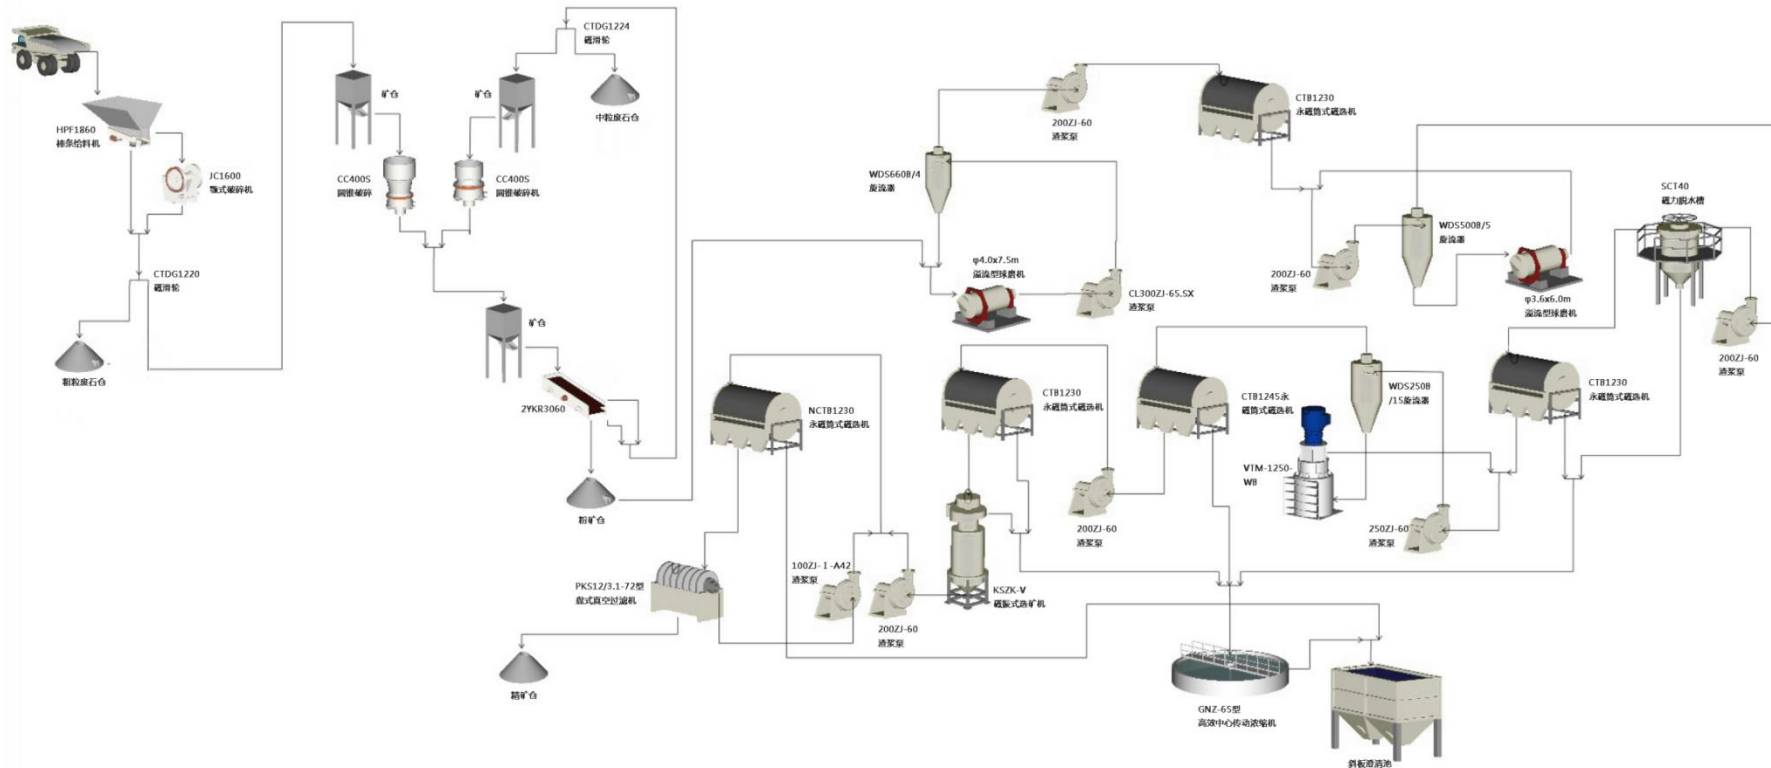 CTDG1224
磁滑轮
矿仓
矿仓
中粒废石仓
HPF1860
棒条给料机
JC1600
颚式破碎机
CC400S
圆锥破碎
CC400S
圆锥破碎机
CTDG1220
磁滑轮
粗粒废石仓
矿仓
2YKR3060
粉矿仓
200ZJ-60
渣浆泵
CTB1230
永磁筒式磁选机
WDS660B/4
旋流器
φ4.0x7.5m
溢流型球磨机
CL300ZJ-65.SX
渣浆泵
200ZJ-60
渣浆泵
WDS500B/5
旋流器
φ3.6x6.0m
溢流型球磨机
SCT40
磁力脱水槽
200ZJ-60
渣浆泵
NCTB1230
永磁筒式磁选机
CTB1230
永磁筒式磁选机
CTB1245永
磁筒式磁选机
WDS250B
/15旋流器
CTB1230
永磁筒式磁选机
VTM-1250-
WB
200ZJ-60
渣浆泵
250ZJ-60
渣浆泵
PKS12/3.1-72型
盘式真空过滤机
100ZJ-I-A42
渣浆泵
200ZJ-60
渣浆泵
KSZK-V
磁振式选矿机
精矿仓
GNZ-65型
高效中心传动浓缩机
斜板澄清池